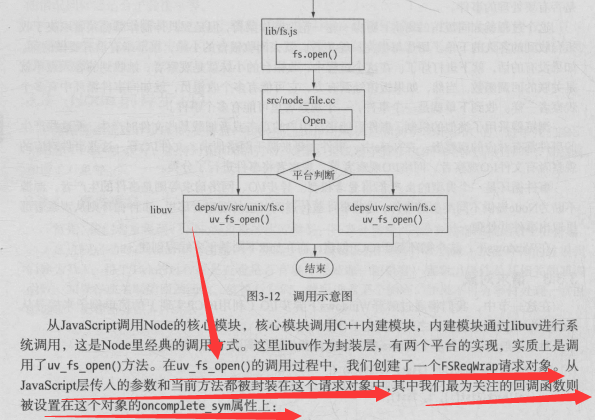 lib/fs.js
fs.open()
src/node_file.cc
Open
平台判断
libuv
deps/uv/src/unix/fs.c
uv_fs_open()
deps/uv/src/win/fs.c
uv_fs_open()
结束
图3-12 调用示意图
从JavaScript调用Node的核心模块，核心模块调用C++内建模块，内建模块通过libuv进行系
统调用，这是Node里经典的调用方式。这里libuv作为封装层，有两个平台的实现，实质上是调
用了uv_fs_open()方法。在uv_fs_open()的调用过程中，我们创建了一个FSReqWrap请求对象。从
JavaScript层传入的参数和当前方法都被封装在这个请求对象中，其中我们最为关注的回调函数则
被设置在这个对象的oncomplete_sym属性上：